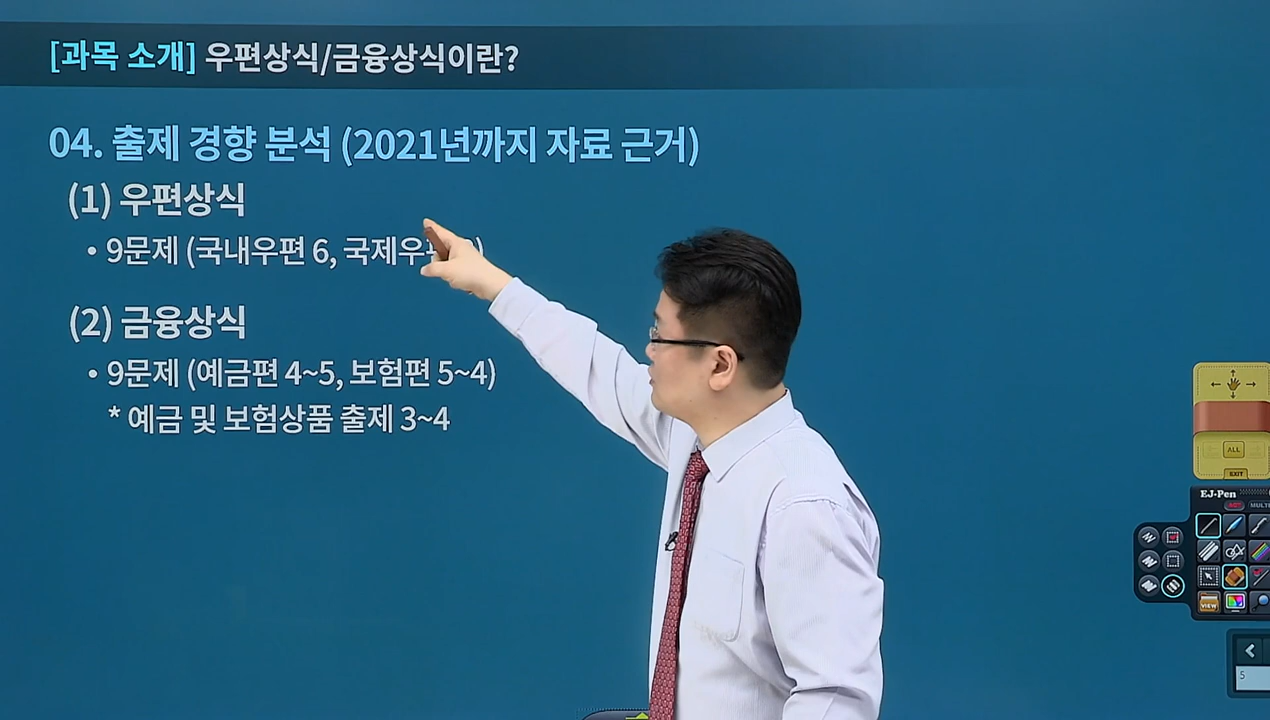 [과목 소개] 우편상식/금융상식이란?
04. 출제 경향 분석 (2021년까지 자료 근거)
(1) 우편상식
• 9문제 (국내우편 6, 국제우
(2) 금융상식
• 9문제 (예금편 4~5, 보험편 5~4)
* 예금 및 보험상품 출제 3~4
ALL
EXIT
EJ-Pen
VIEW
5